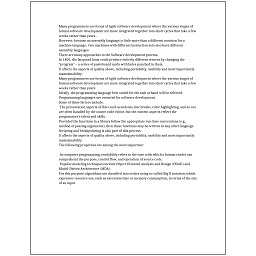 Many programmers use forms of Agile software development where the various stages of
formal software development are more integrated together into short cycles that take a few
weeks rather than years.
However, because an assembly language is little more than a different notation for a
machine language, two machines with different instruction sets also have different
assembly languages.
There are many approaches to the Software development process.
In 1801, the Jacquard loom could produce entirely different weaves by changing the
"program" - a series of pasteboard cards with holes punched in them.
It affects the aspects of quality above, including portability, usability and most importantly
maintainability.
Many programmers use forms of Agile software development where the various stages of
formal software development are more integrated together into short cycles that take a few
weeks rather than years.
Ideally, the programming language best suited for the task at hand will be selected.
Programming languages are essential for software development.
Some of these factors include:
The presentation aspects of this (such as indents, line breaks, color highlighting, and so on)
are often handled by the source code editor, but the content aspects reflect the
programmer's talent and skills.
Provided the functions in a library follow the appropriate run-time conventions (e.g.,
method of passing arguments), then these functions may be written in any other language.
Scripting and breakpointing is also part of this process.
It affects the aspects of quality above, including portability, usability and most importantly
maintainability.
The following properties are among the most important:

In computer programming, readability refers to the ease with which a human reader can
comprehend the purpose, control flow, and operation of source code.
Popular modeling techniques include Object-Oriented Analysis and Design (OOAD) and
Model-Driven Architecture (MDA).
For this purpose, algorithms are classified into orders using so-called Big O notation, which
expresses resource use, such as execution time or memory consumption, in terms of the size
of an input.